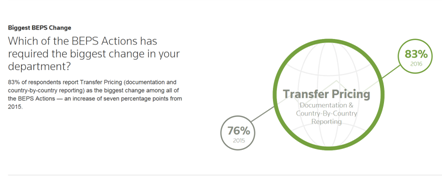 Biggest BEPS Change
Which of the BEPS Actions has
required the biggest change in your
department?
83% of respondents report Transfer Pricing (documentation and
country-by-country reporting) as the biggest change among all of
the BEPS Actions — an increase of seven percentage points from
2015.
83%
2016
Transfer Pricing
Documentation &
Country-By-Country
Reporting
76%
2015